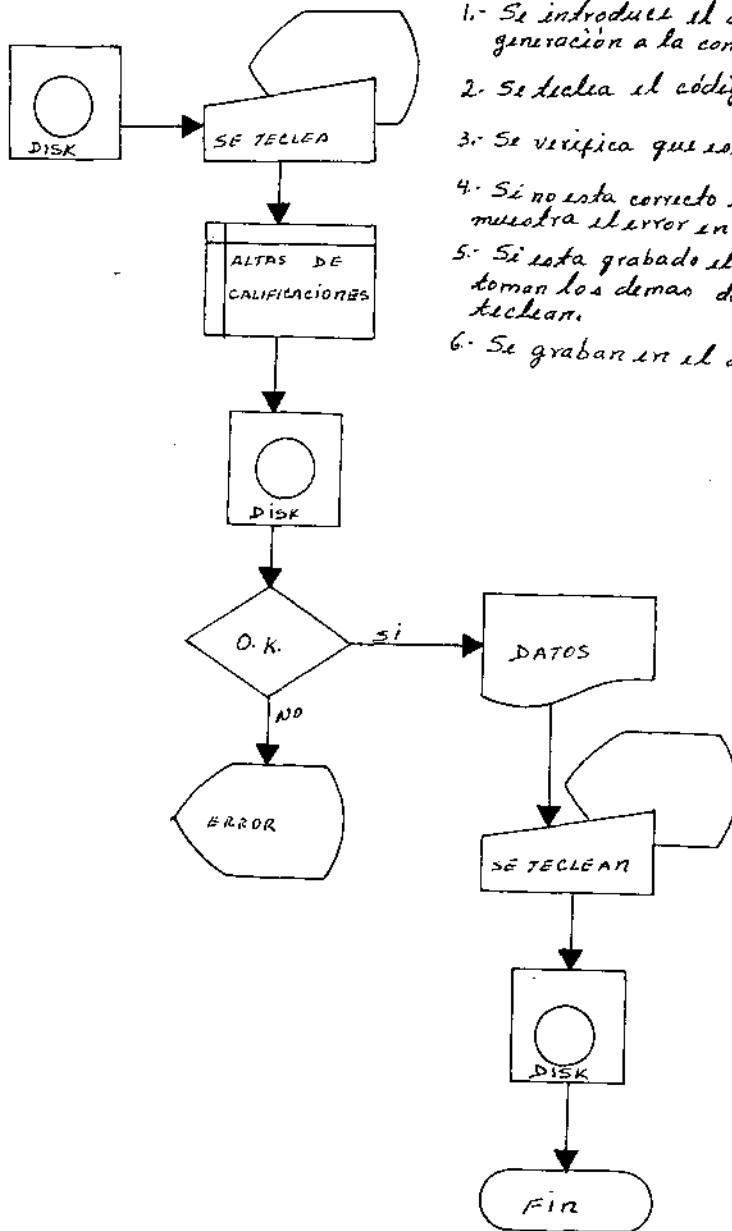 1.- Se introduce el
generación a la
2.- Se teclea el
3.- Se verifica que
4.- Si no esta correcto
muestra el error en
5.- Si esta grabado el
toman los demas
teclean.
6.- Se graban en el
DISK
SE TECLEA
ALTAS DE
CALIFICACIONES
DISK
O.K.
SI
DATOS
NO
ERROR
SE TECLEAN
DISK
FIN